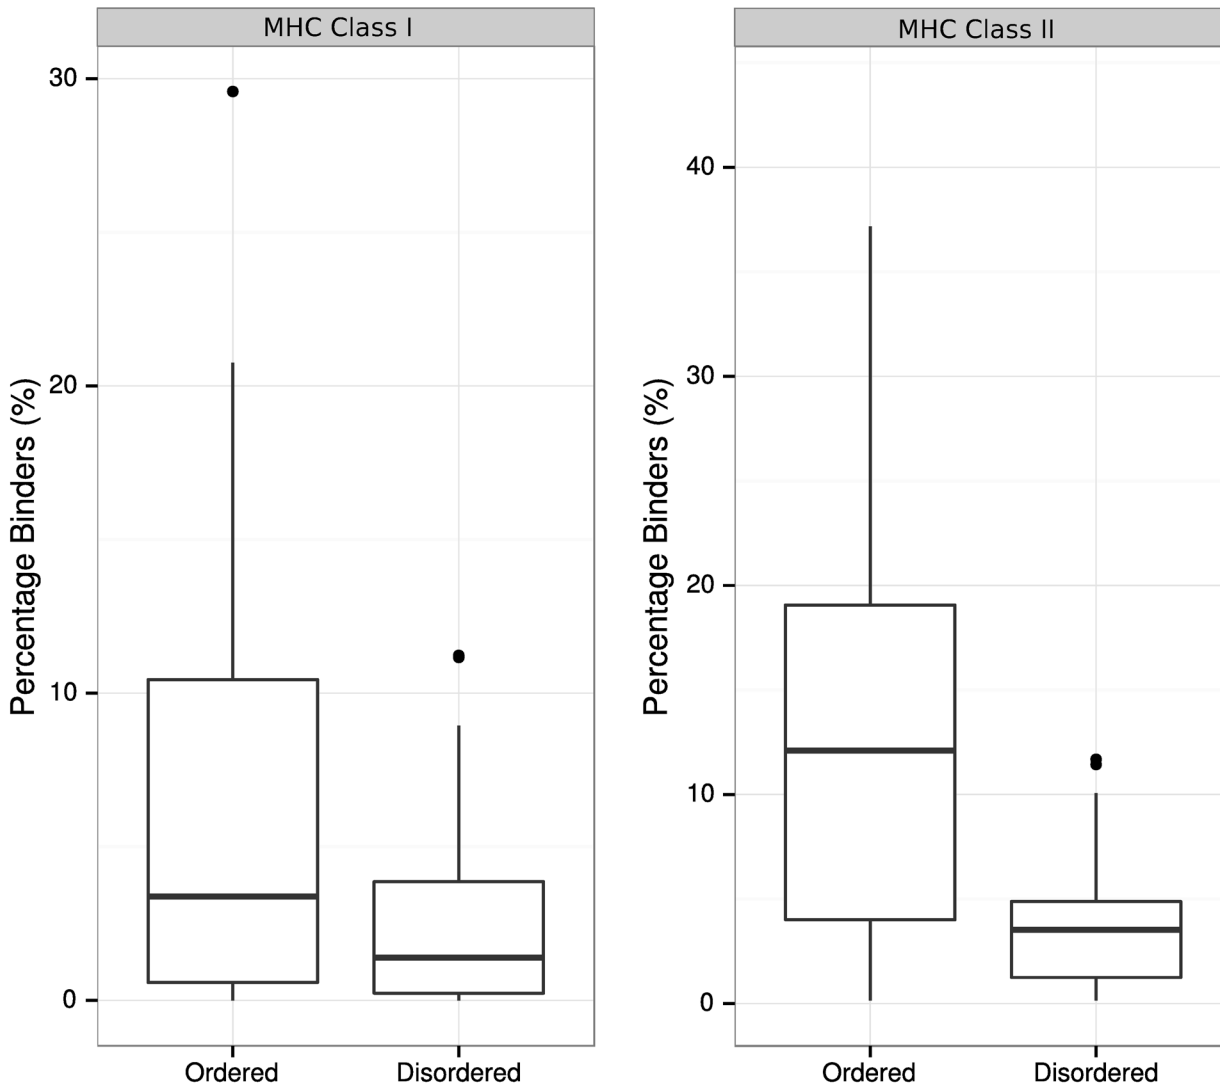 MHC Class I
Percentage Binders (%)
30
20
10
0
Ordered
Disordered
MHC Class II
Percentage Binders (%)
40
30
20
10
0
Ordered
Disordered